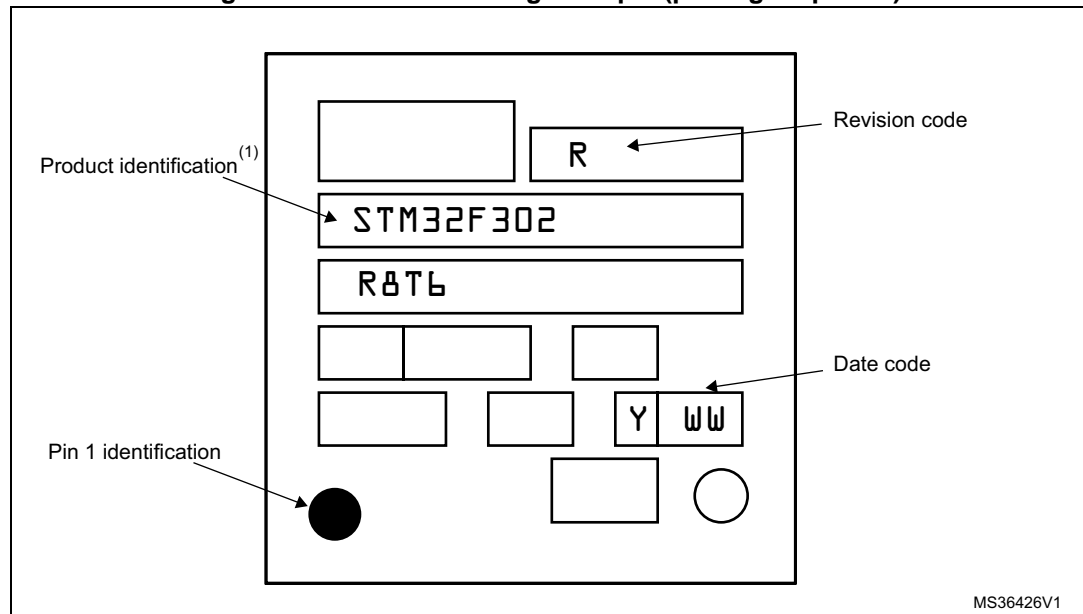 Revision code
R
Product identification(1)
STM32F302
R8T6
Date code
Y WW
Pin 1 identification
MS36426V1